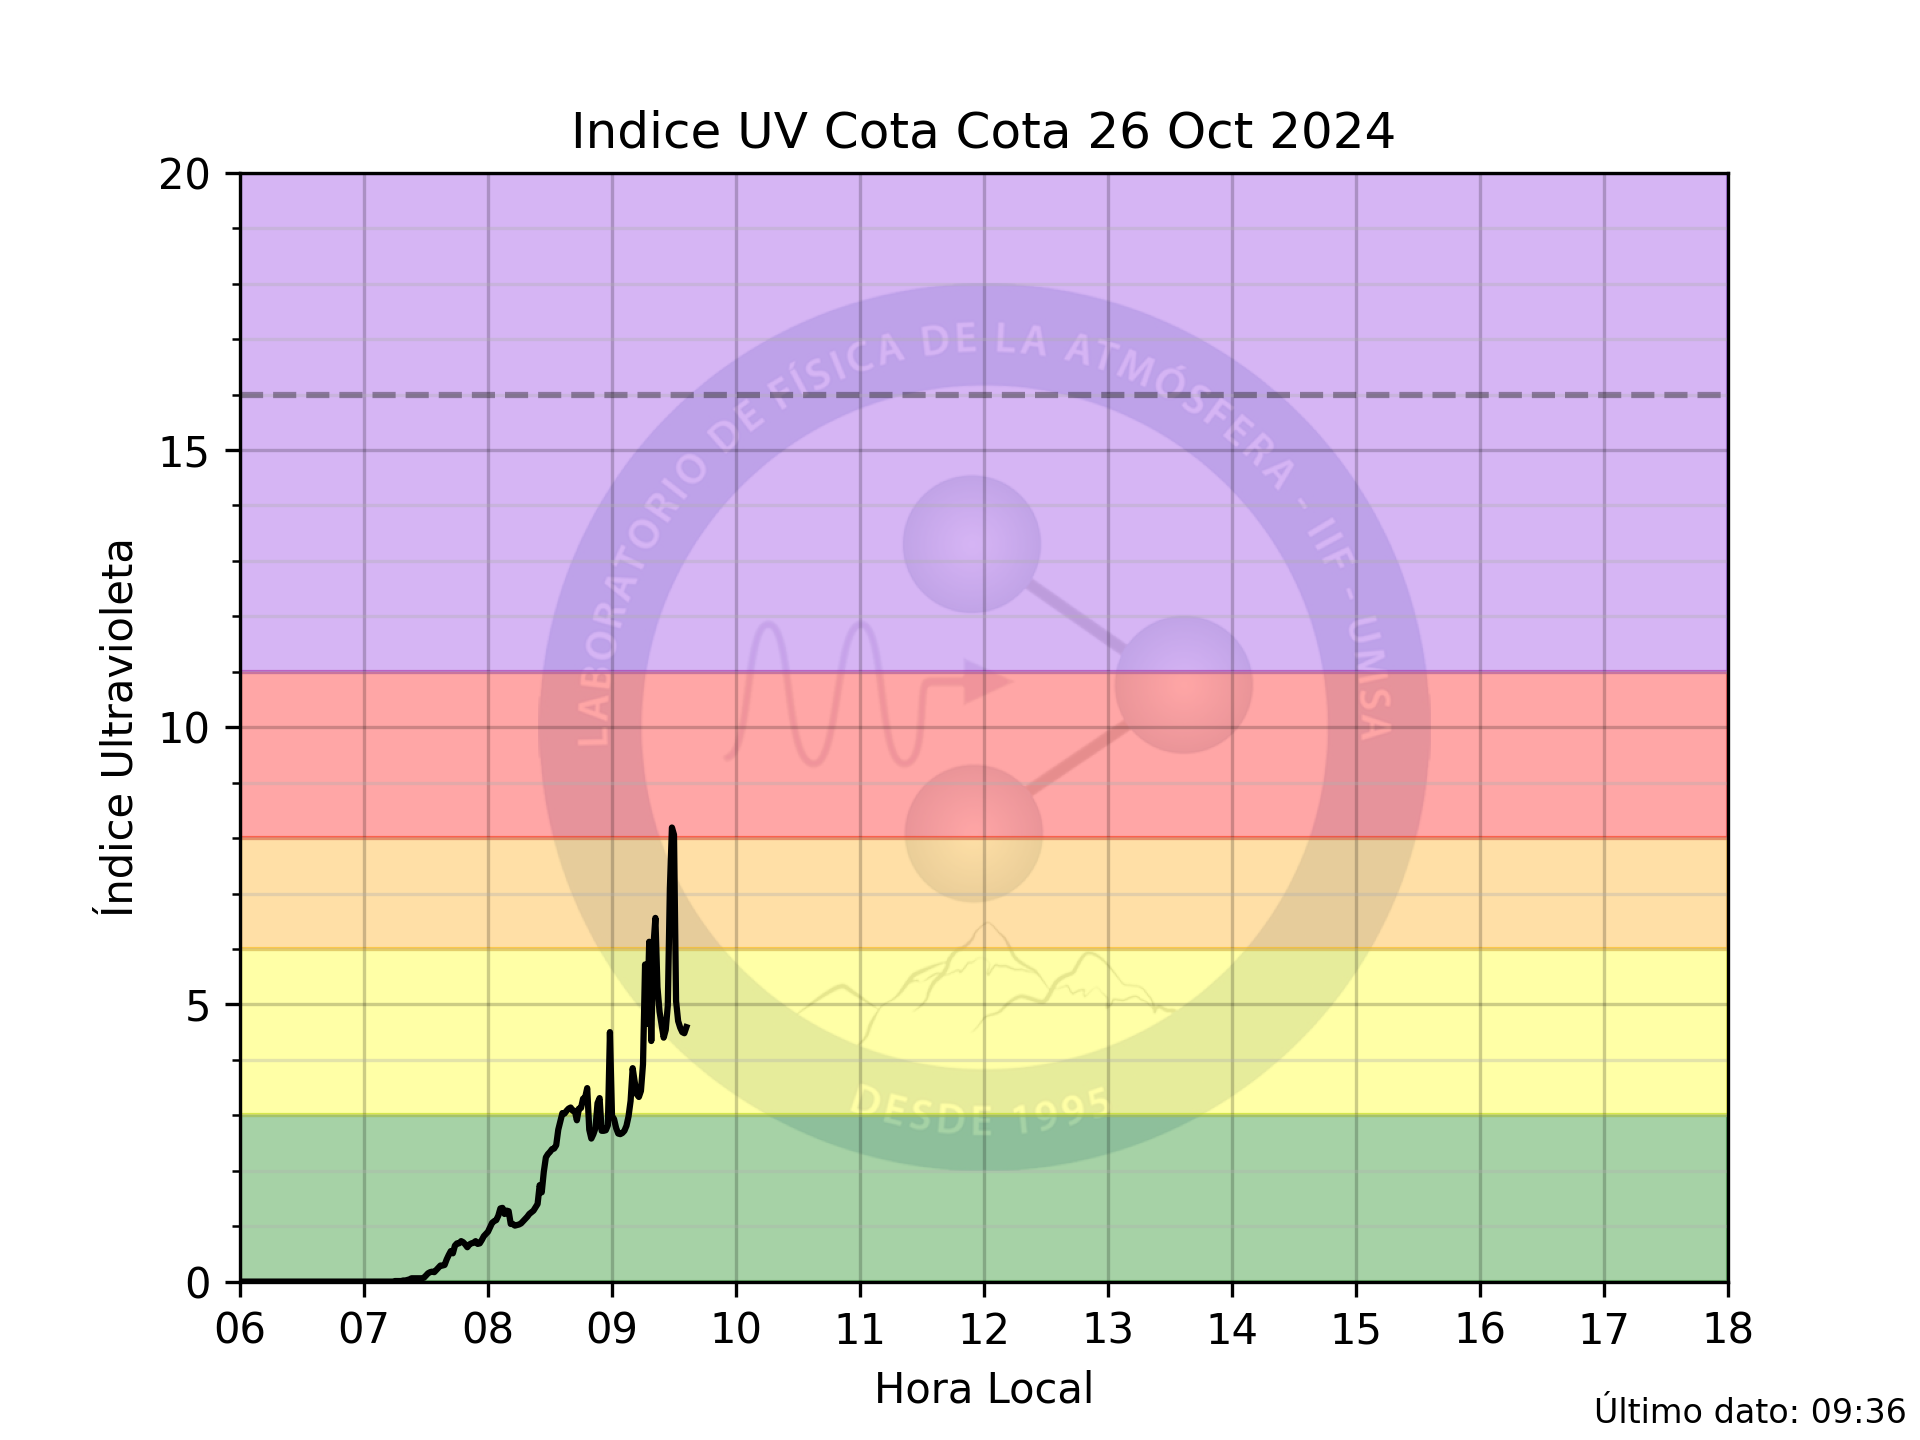 Indice UV Cota Cota 26 Oct 2024
20
15
10
5
0
Índice Ultravioleta
LABORATORIO DE FÍSICA DE LA ATMÓSFERA - IIF - UMSA
DESDE 1995
06 07 08 09 10 11 12 13 14 15 16 17 18
Hora Local
Último dato: 09:36